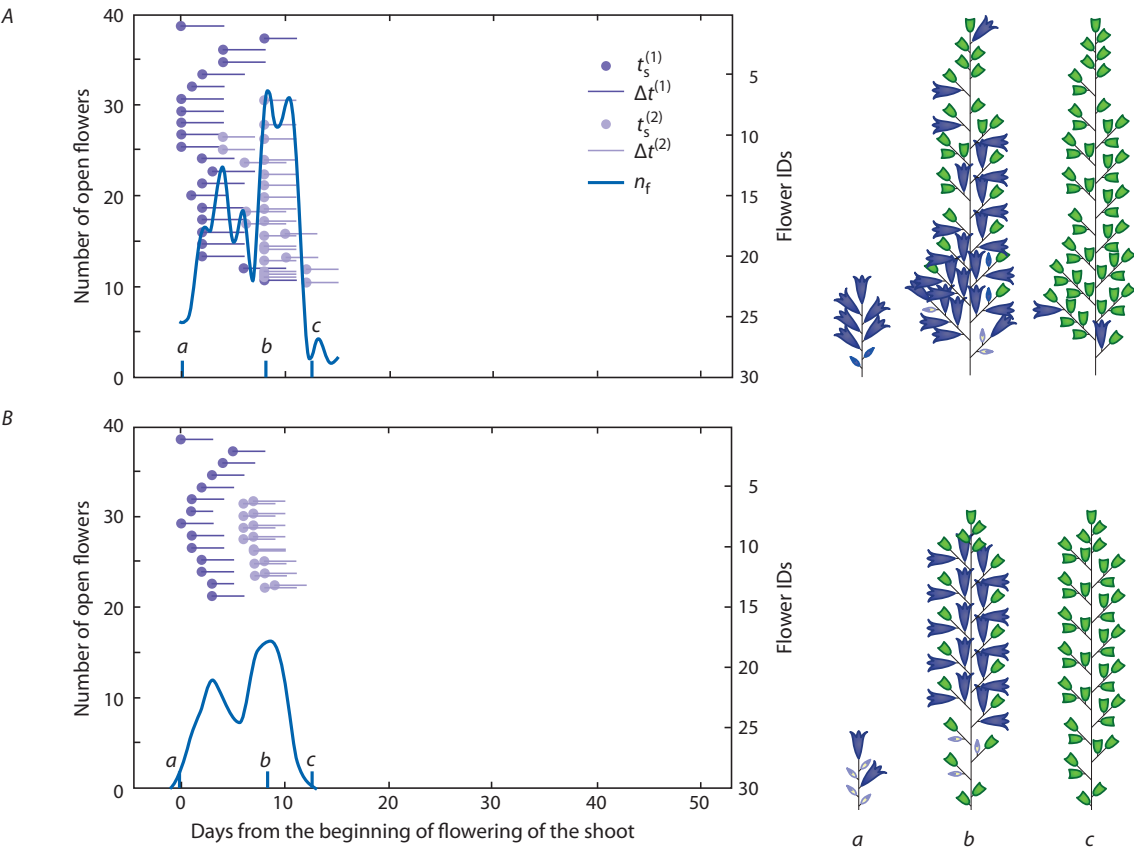 A
40
30
20
10
0
Number of open flowers
a
b
c
tₛ⁽¹⁾
Δt⁽¹⁾
tₛ⁽²⁾
Δt⁽²⁾
n_f
5
10
15
20
25
30
Flower IDs
B
40
30
20
10
0
Number of open flowers
a
b
c
5
10
15
20
25
30
Flower IDs
0
10
20
30
40
50
Days from the beginning of flowering of the shoot
a
b
c